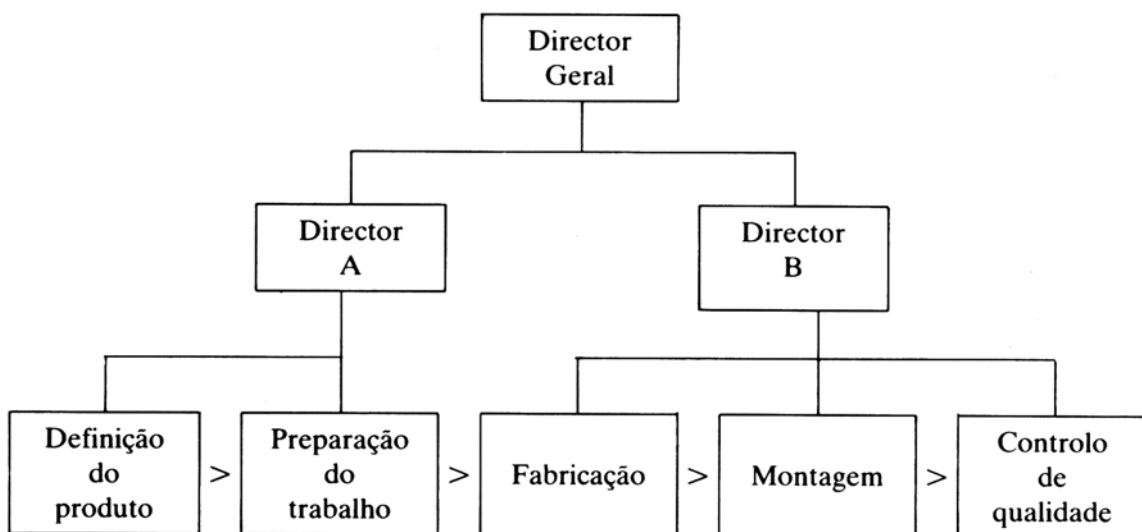 Director
Geral
Director
A
Director
B
Definição
do
produto
>
Preparação
do
trabalho
>
Fabricação
>
Montagem
>
Controlo
de
qualidade